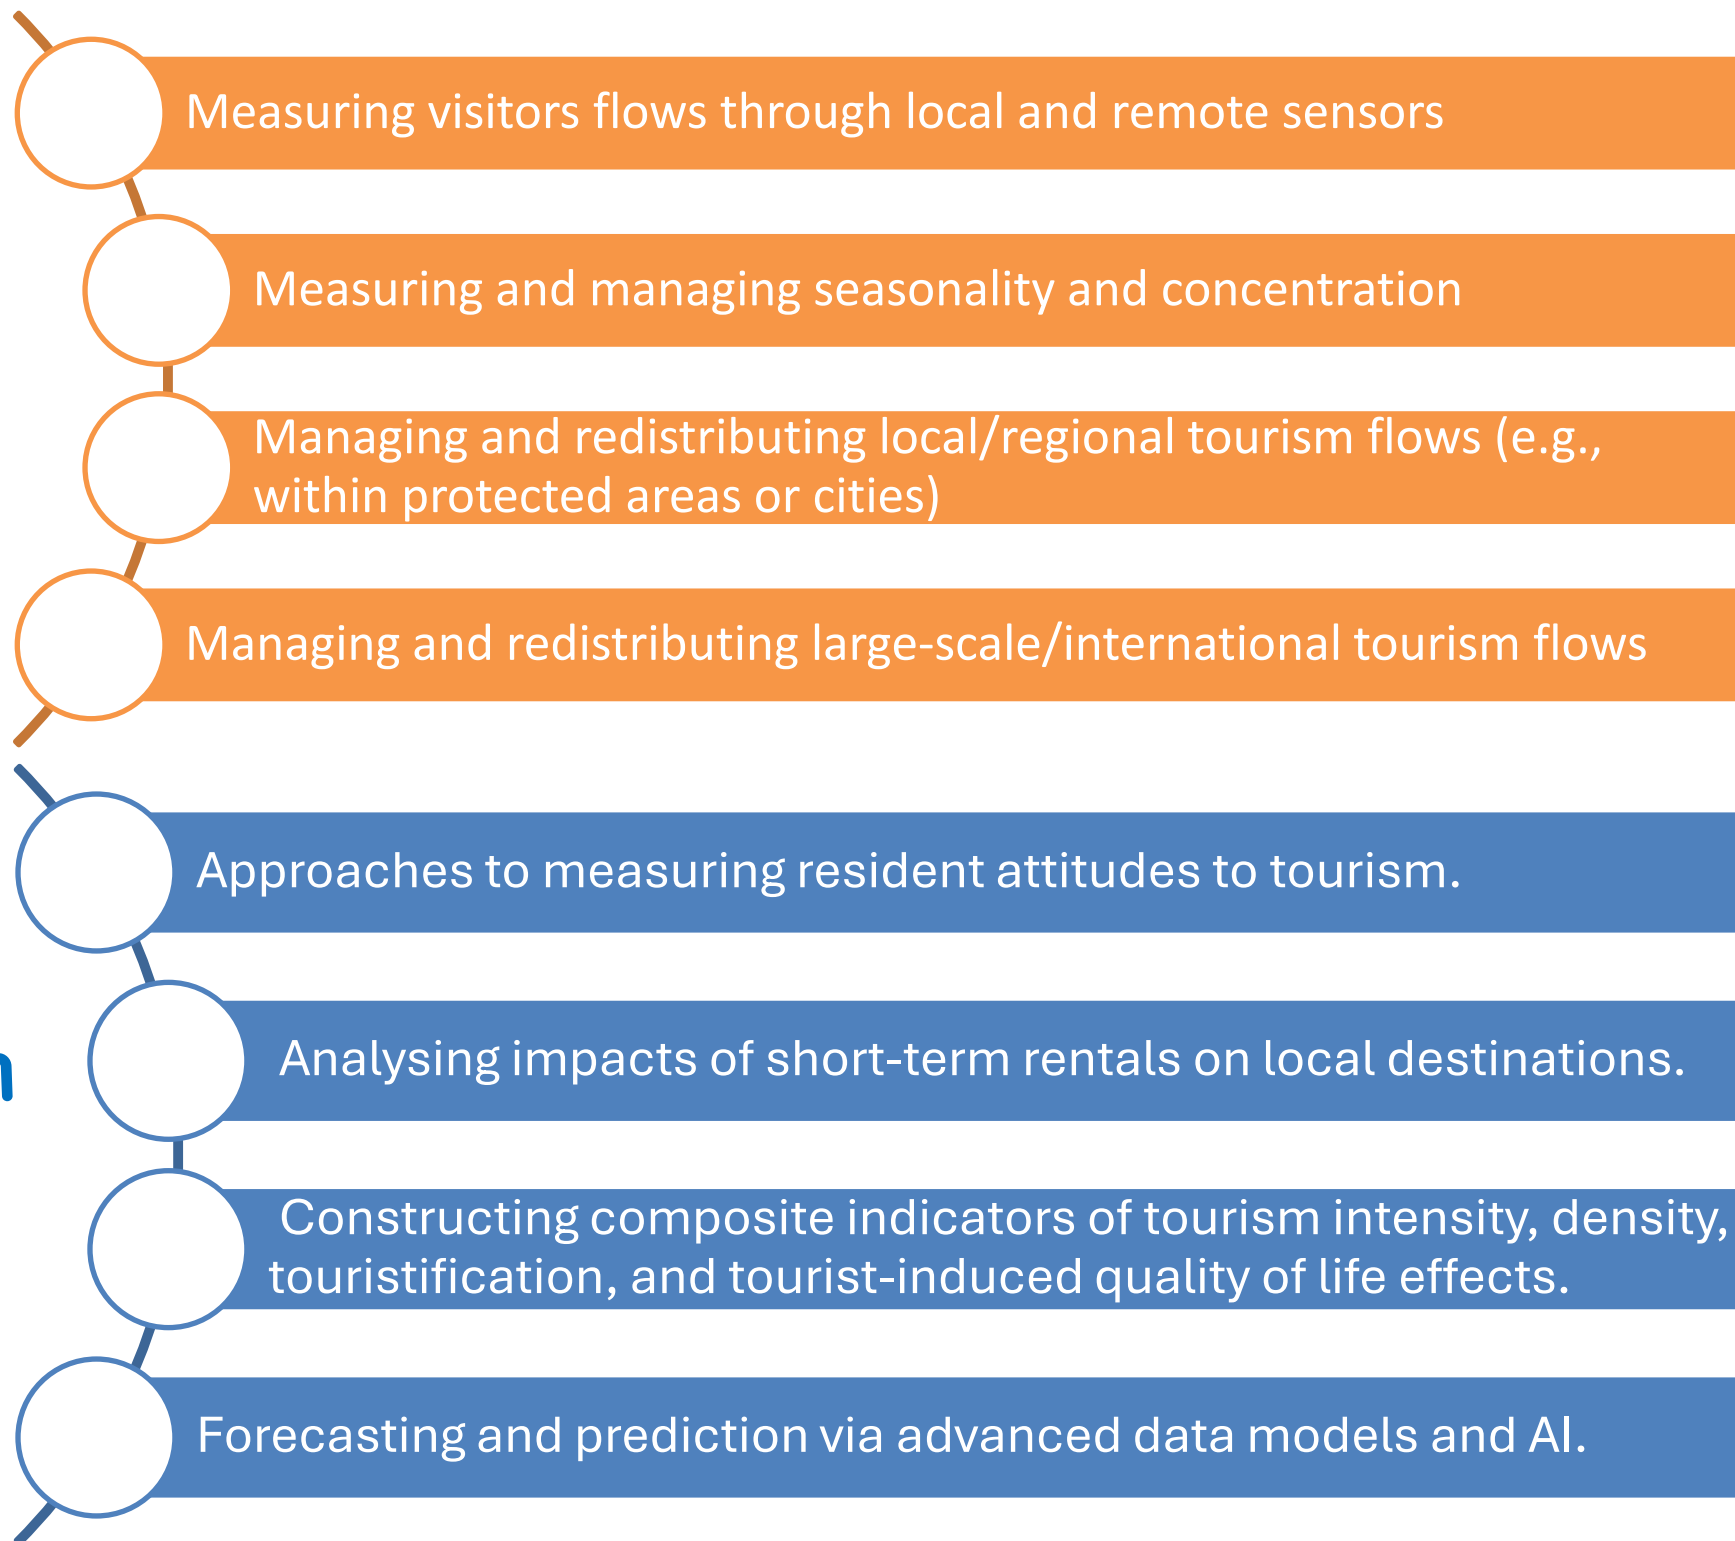 Measuring visitors flows through local and remote sensors
Measuring and managing seasonality and concentration
Managing and redistributing local/regional tourism flows (e.g.,
within protected areas or cities)
Managing and redistributing large-scale/international tourism flows
Approaches to measuring resident attitudes to tourism.
Analysing impacts of short-term rentals on local destinations.
Constructing composite indicators of tourism intensity, density,
touristification, and tourist-induced quality of life effects.
Forecasting and prediction via advanced data models and AI.